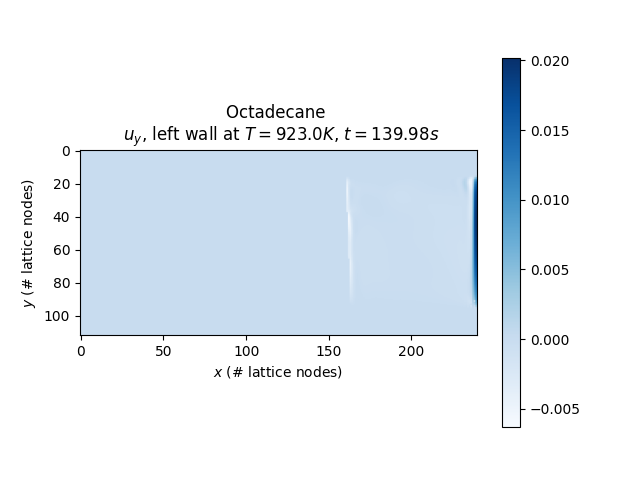 Octadecane
u_y, left wall at T = 923.0K, t = 139.98s
0
20
40
60
80
100
y (# lattice nodes)
0 50 100 150 200
x (# lattice nodes)
0.020
0.015
0.010
0.005
0.000
−0.005